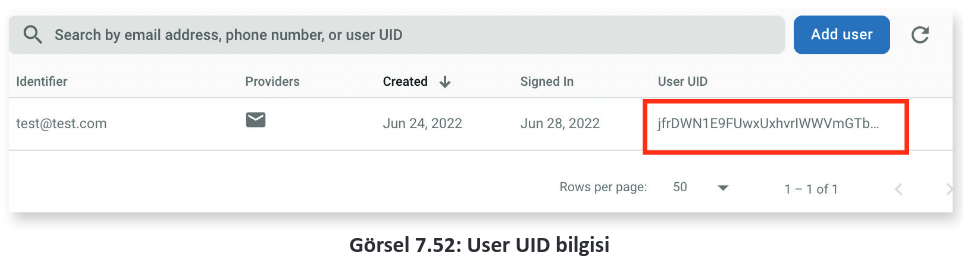 Search by email address, phone number, or user UID Add user
Identifier Providers Created Signed In User UID
test@test.com Jun 24, 2022 Jun 28, 2022 jfrDWN1E9FUwxUxhvrIWWVmGTb...
Rows per page: 50 1 – 1 of 1
Görsel 7.52: User UID bilgisi